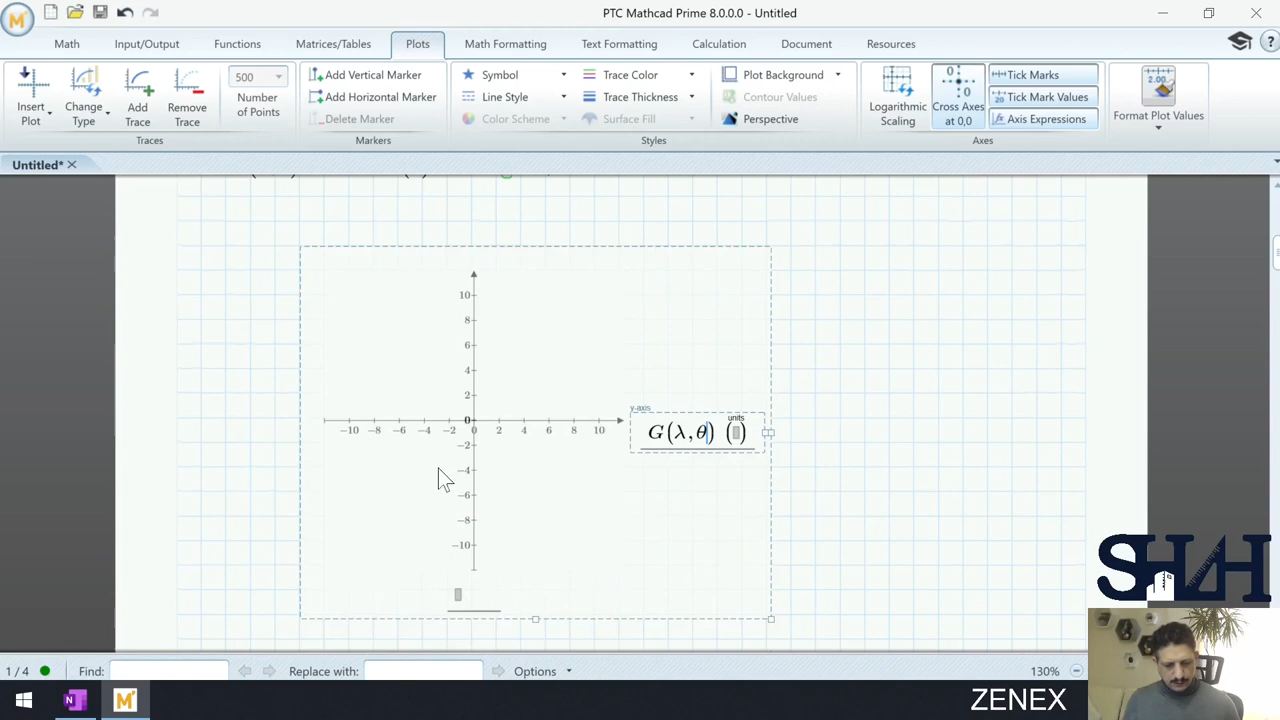 PTC Mathcad Prime 8.0.0.0 - Untitled
Math
Input/Output
Functions
Matrices/Tables
Plots
Math Formatting
Text Formatting
Calculation
Document
Resources
Insert Plot
Change Type
Add Trace
Remove Trace
500
Number of Points
Traces
Add Vertical Marker
Add Horizontal Marker
Delete Marker
Markers
Symbol
Line Style
Color Scheme
Trace Color
Trace Thickness
Surface Fill
Plot Background
Contour Values
Perspective
Styles
Logarithmic Scaling
Cross Axes at 0,0
Tick Marks
Tick Mark Values
Axis Expressions
Axes
2.00
Format Plot Values
Untitled*
10
8
6
4
2
0
−2
−4
−6
−8
−10
−10 −8 −6 −4 −2 0 2 4 6 8 10
y-axis
units
G(λ,θ) ( )
SHZH
1 / 4
Find:
Replace with:
Options
130%
ZENEX